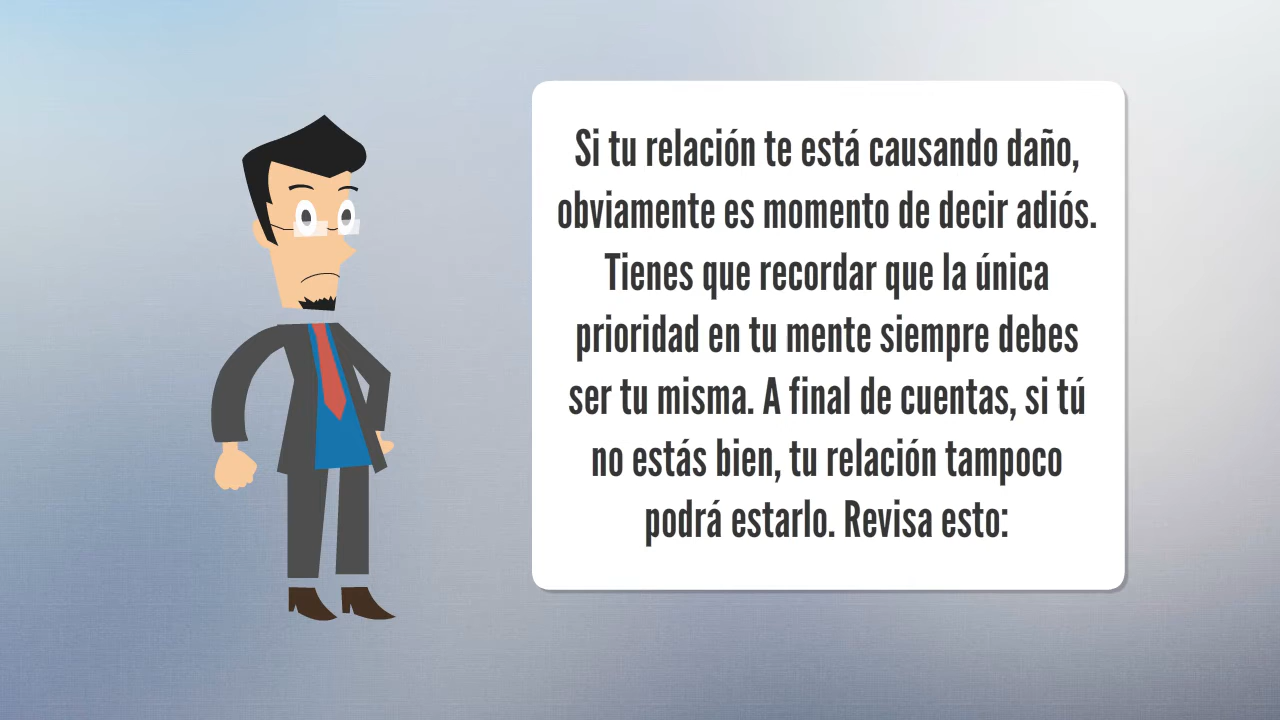 Si tu relación te está causando daño,
obviamente es momento de decir adiós.
Tienes que recordar que la única
prioridad en tu mente siempre debes
ser tu misma. A final de cuentas, si tú
no estás bien, tu relación tampoco
podrá estarlo. Revisa esto: